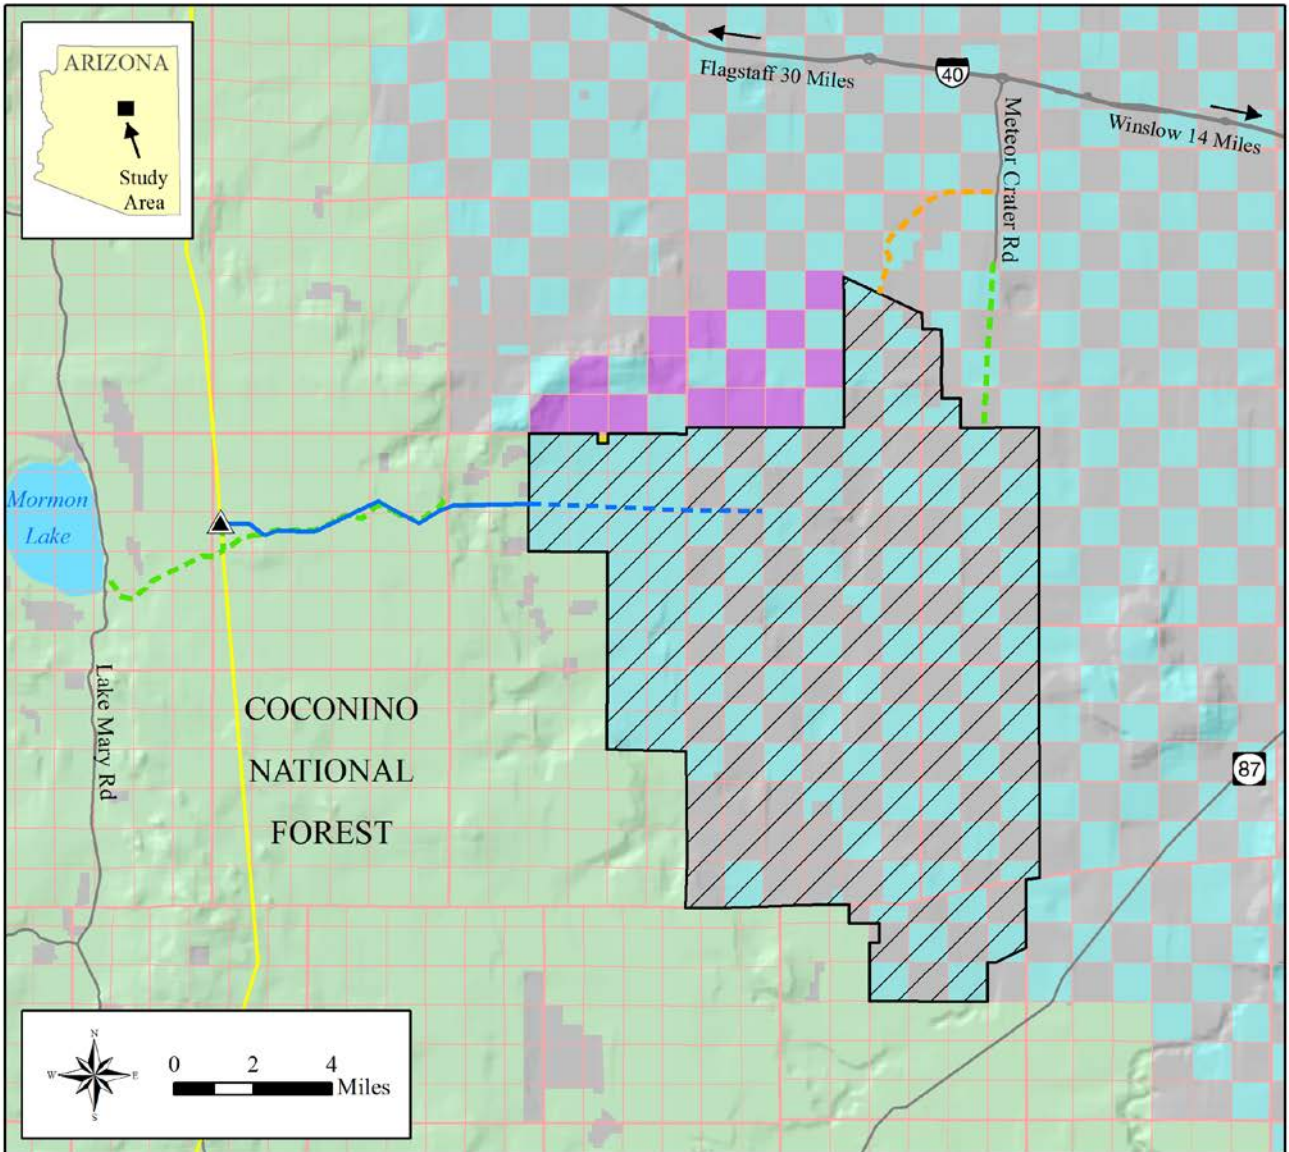 ARIZONA
Study
Area
Flagstaff 30 Miles
40
Winslow 14 Miles
Meteor Crater Rd
Mormon
Lake
Lake Mary Rd
COCONINO
NATIONAL
FOREST
87
N
W
E
S
0 2 4
Miles